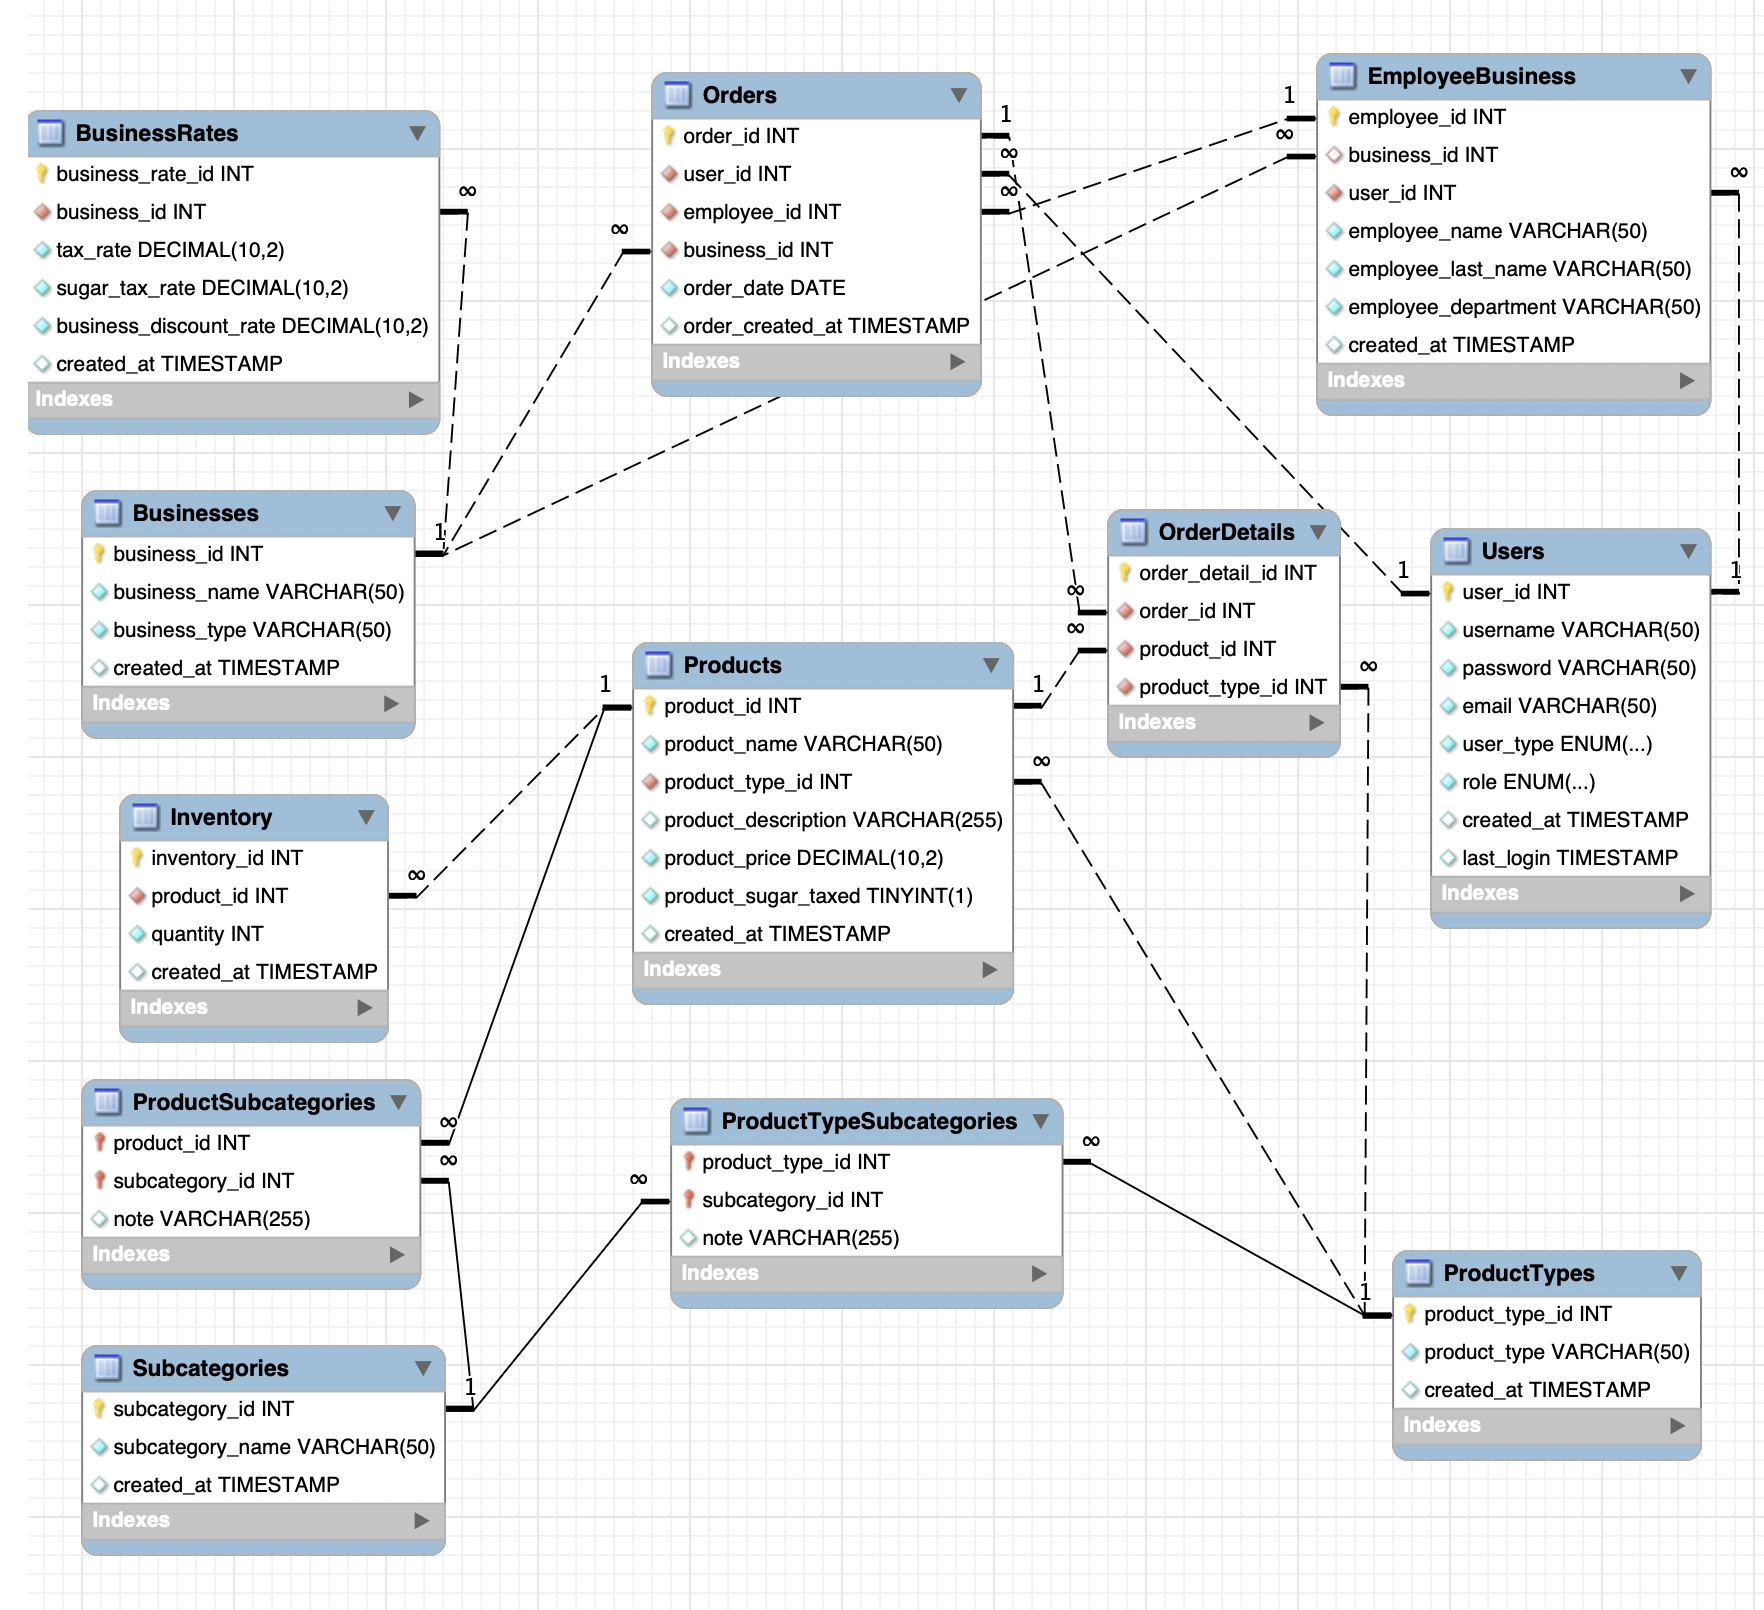 BusinessRates
business_rate_id INT
business_id INT
tax_rate DECIMAL(10,2)
sugar_tax_rate DECIMAL(10,2)
business_discount_rate DECIMAL(10,2)
created_at TIMESTAMP
Indexes
∞
Orders
order_id INT
user_id INT
employee_id INT
business_id INT
order_date DATE
order_created_at TIMESTAMP
Indexes
1
∞
∞
∞
EmployeeBusiness
employee_id INT
business_id INT
user_id INT
employee_name VARCHAR(50)
employee_last_name VARCHAR(50)
employee_department VARCHAR(50)
created_at TIMESTAMP
Indexes
1
∞
∞
Businesses
business_id INT
business_name VARCHAR(50)
business_type VARCHAR(50)
created_at TIMESTAMP
Indexes
1
OrderDetails
order_detail_id INT
order_id INT
product_id INT
product_type_id INT
Indexes
∞
∞
∞
Users
user_id INT
username VARCHAR(50)
password VARCHAR(50)
email VARCHAR(50)
user_type ENUM(...)
role ENUM(...)
created_at TIMESTAMP
last_login TIMESTAMP
Indexes
1
1
Products
product_id INT
product_name VARCHAR(50)
product_type_id INT
product_description VARCHAR(255)
product_price DECIMAL(10,2)
product_sugar_taxed TINYINT(1)
created_at TIMESTAMP
Indexes
1
1
∞
Inventory
inventory_id INT
product_id INT
quantity INT
created_at TIMESTAMP
Indexes
∞
ProductSubcategories
product_id INT
subcategory_id INT
note VARCHAR(255)
Indexes
∞
∞
ProductTypeSubcategories
product_type_id INT
subcategory_id INT
note VARCHAR(255)
Indexes
∞
∞
ProductTypes
product_type_id INT
product_type VARCHAR(50)
created_at TIMESTAMP
Indexes
1
Subcategories
subcategory_id INT
subcategory_name VARCHAR(50)
created_at TIMESTAMP
Indexes
1